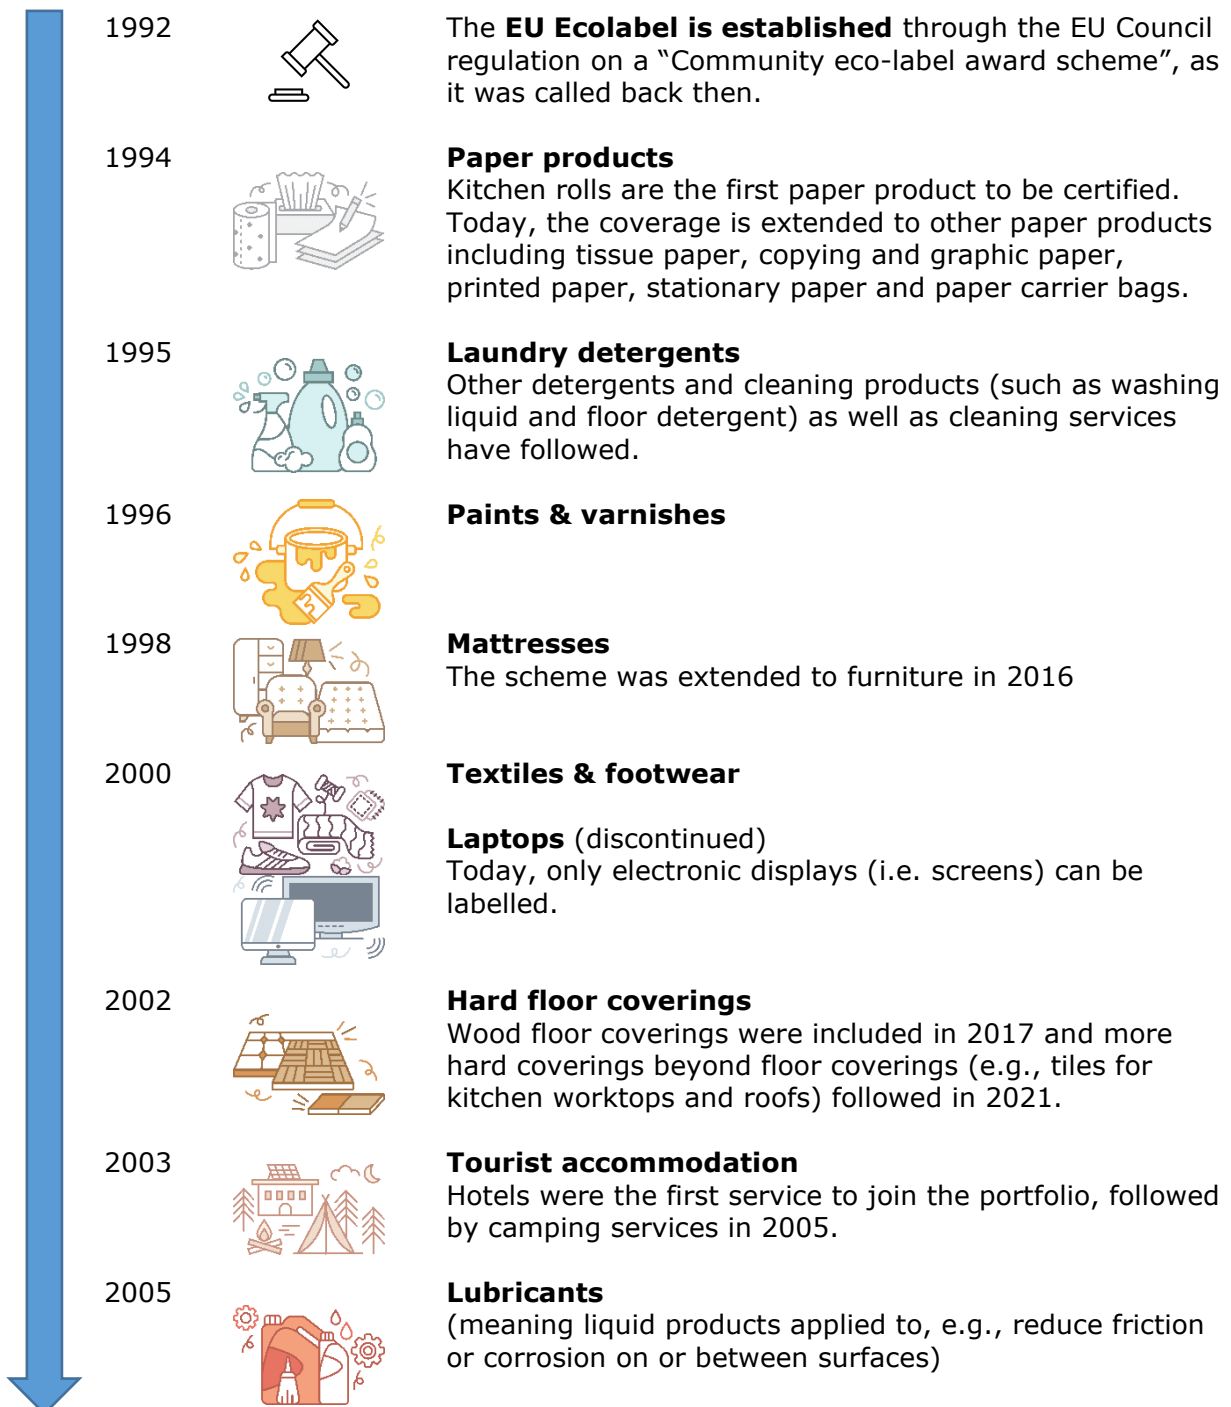 1992
The EU Ecolabel is established through the EU Council
regulation on a “Community eco-label award scheme”, as
it was called back then.
1994
Paper products
Kitchen rolls are the first paper product to be certified.
Today, the coverage is extended to other paper products
including tissue paper, copying and graphic paper,
printed paper, stationary paper and paper carrier bags.
1995
Laundry detergents
Other detergents and cleaning products (such as washing
liquid and floor detergent) as well as cleaning services
have followed.
1996
Paints & varnishes
1998
Mattresses
The scheme was extended to furniture in 2016
2000
Textiles & footwear
Laptops (discontinued)
Today, only electronic displays (i.e. screens) can be
labelled.
2002
Hard floor coverings
Wood floor coverings were included in 2017 and more
hard coverings beyond floor coverings (e.g., tiles for
kitchen worktops and roofs) followed in 2021.
2003
Tourist accommodation
Hotels were the first service to join the portfolio, followed
by camping services in 2005.
2005
Lubricants
(meaning liquid products applied to, e.g., reduce friction
or corrosion on or between surfaces)